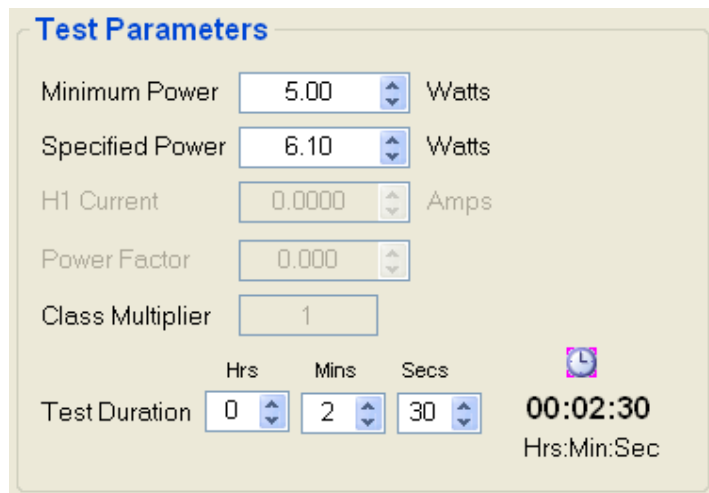 Test Parameters
Minimum Power 5.00 Watts
Specified Power 6.10 Watts
H1 Current 0.0000 Amps
Power Factor 0.000
Class Multiplier 1
Hrs Mins Secs
Test Duration 0 2 30 00:02:30
Hrs:Min:Sec